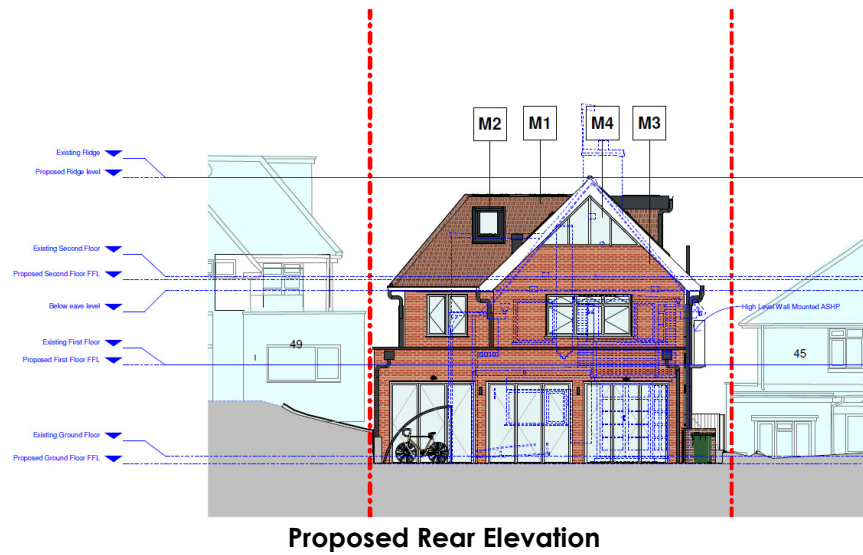 M2 M1 M4 M3
Existing Ridge
Proposed Ridge level
Existing Second Floor
Proposed Second Floor FFL
Below eave level
High Level Wall Mounted ASHP
Existing First Floor
49
45
Proposed First Floor FFL
Existing Ground Floor
Proposed Ground Floor FFL
Proposed Rear Elevation